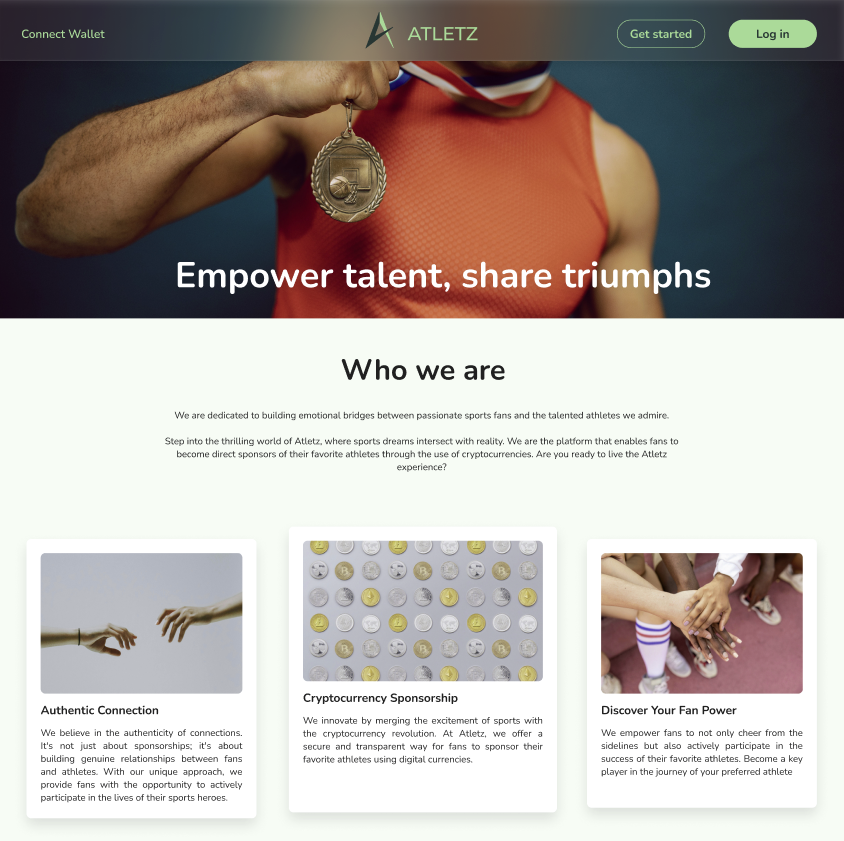 Connect Wallet
ATLETZ
Get started
Log in
Empower talent, share triumphs
Who we are
We are dedicated to building emotional bridges between passionate sports fans and the talented athletes we admire.
Step into the thrilling world of Atletz, where sports dreams intersect with reality. We are the platform that enables fans to
become direct sponsors of their favorite athletes through the use of cryptocurrencies. Are you ready to live the Atletz
experience?
Authentic Connection
We believe in the authenticity of connections.
It's not just about sponsorships; it's about
building genuine relationships between fans
and athletes. With our unique approach, we
provide fans with the opportunity to actively
participate in the lives of their sports heroes.
Cryptocurrency Sponsorship
We innovate by merging the excitement of sports with
the cryptocurrency revolution. At Atletz, we offer a
secure and transparent way for fans to sponsor their
favorite athletes using digital currencies.
Discover Your Fan Power
We empower fans to not only cheer from the
sidelines but also actively participate in the
success of their favorite athletes. Become a key
player in the journey of your preferred athlete